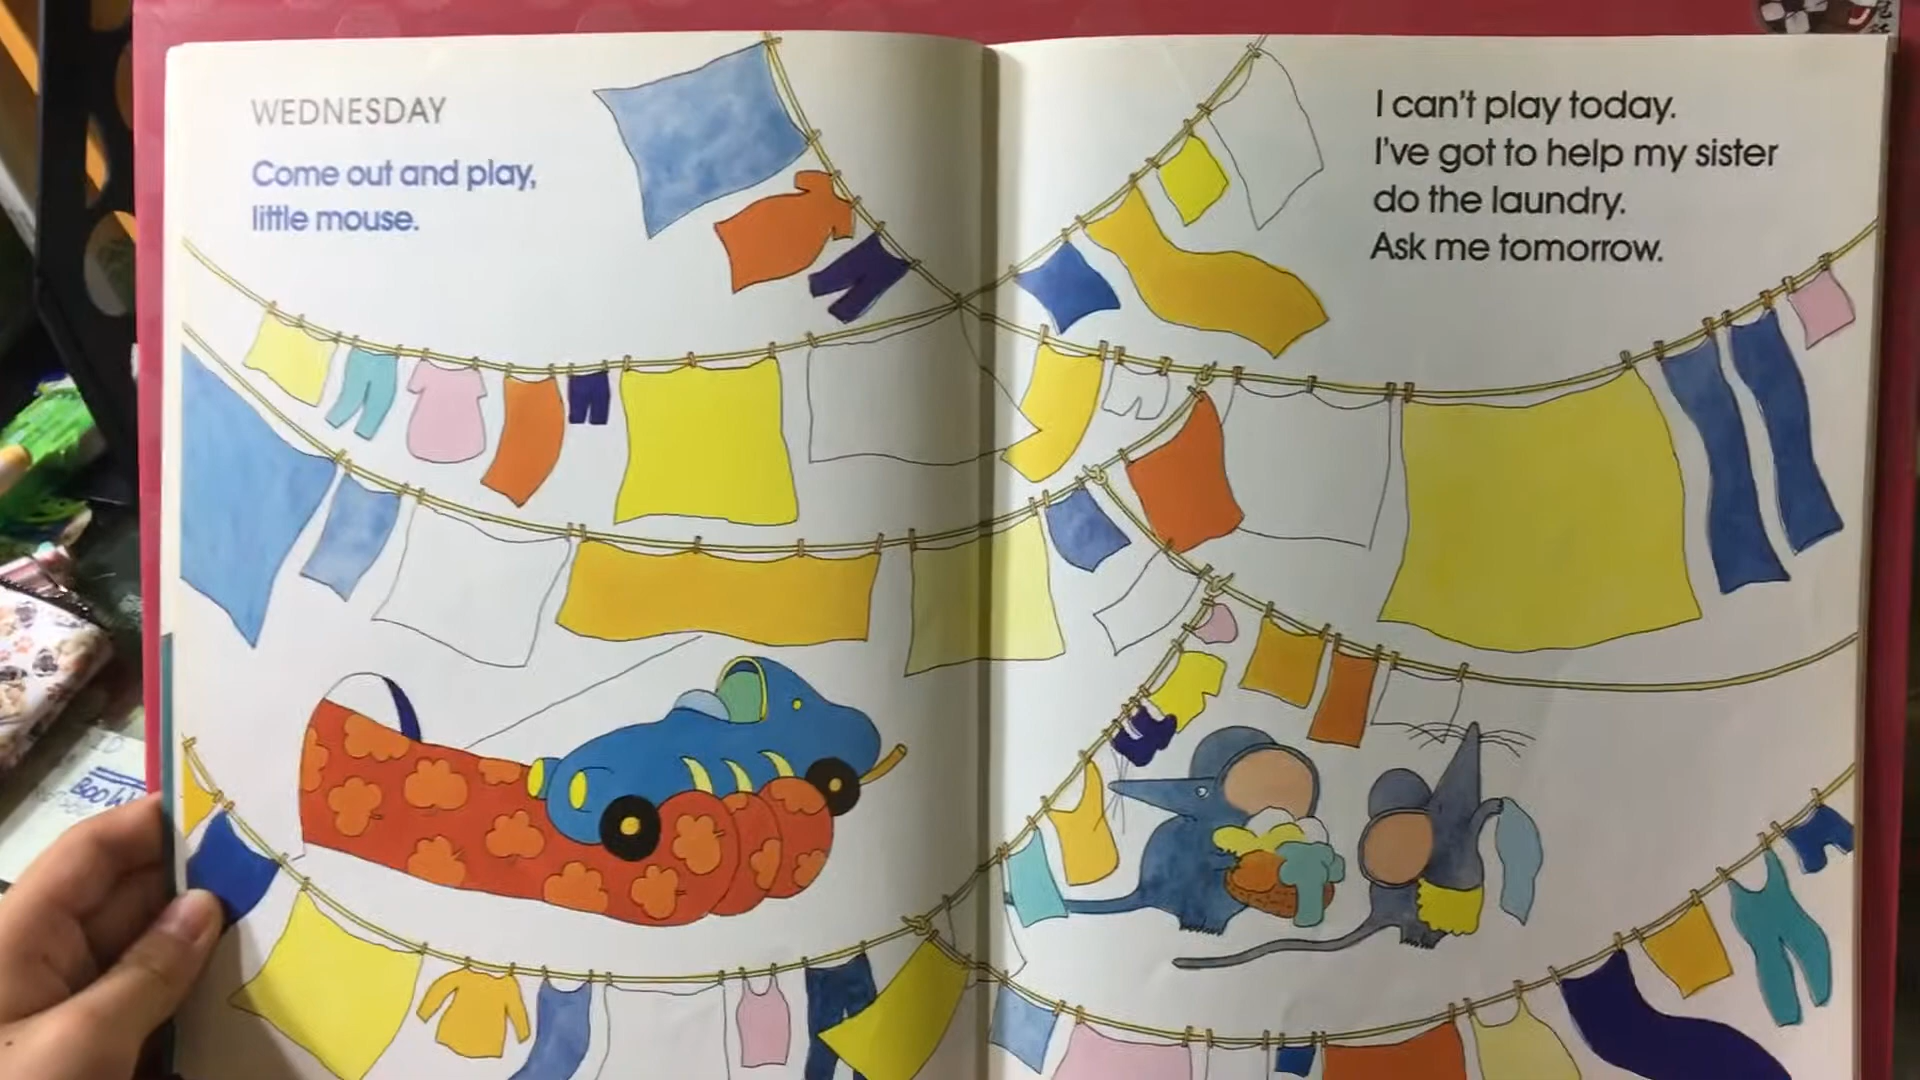 WEDNESDAY
Come out and play,
little mouse.
I can't play today.
I've got to help my sister
do the laundry.
Ask me tomorrow.